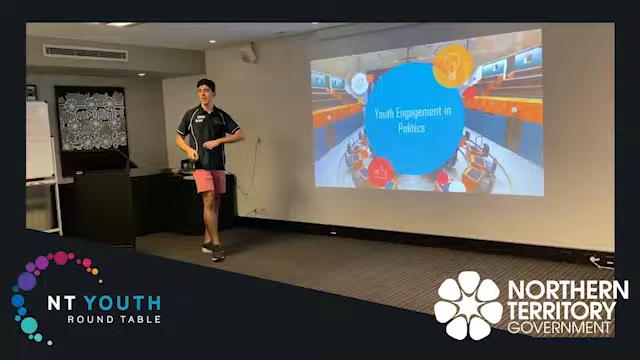 Youth Engagement in
Politics
NT YOUTH
ROUND TABLE
NORTHERN
TERRITORY
GOVERNMENT